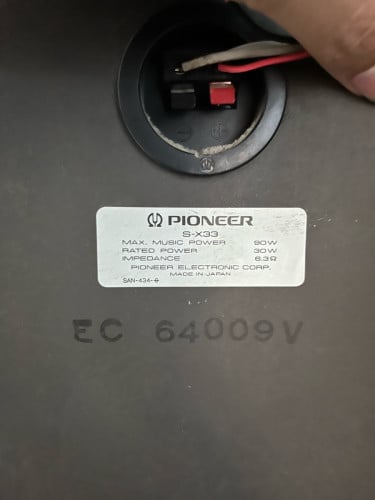 PIONEER
S-X33
MAX. MUSIC POWER 90W
RATED POWER 30W
IMPEDANCE 6.3Ω
PIONEER ELECTRONIC CORP.
MADE IN JAPAN
SAN-434-0
EC 64009V